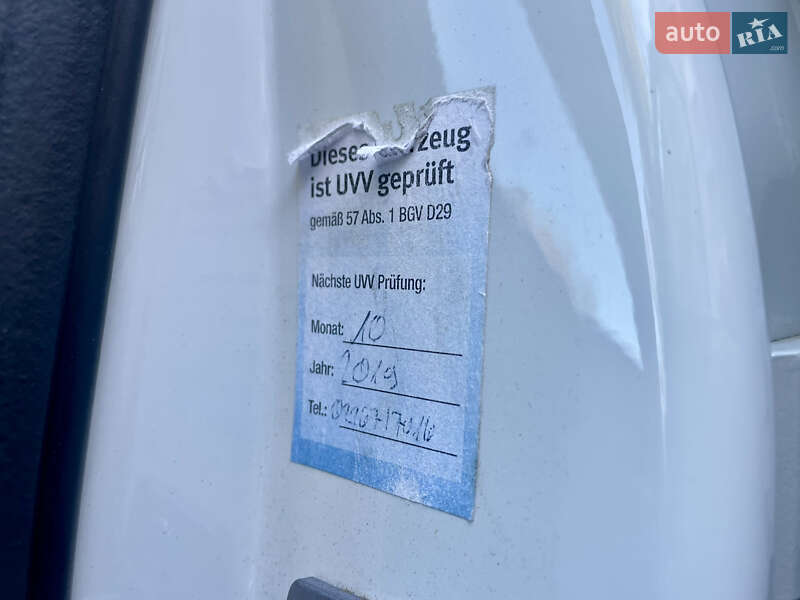 auto RIA .com
Dieses
ist UVV geprüft
gemäß 57 Abs. 1 BGV D29
Nächste UVV Prüfung:
Monat: 10
Jahr: 2019
Tel.: